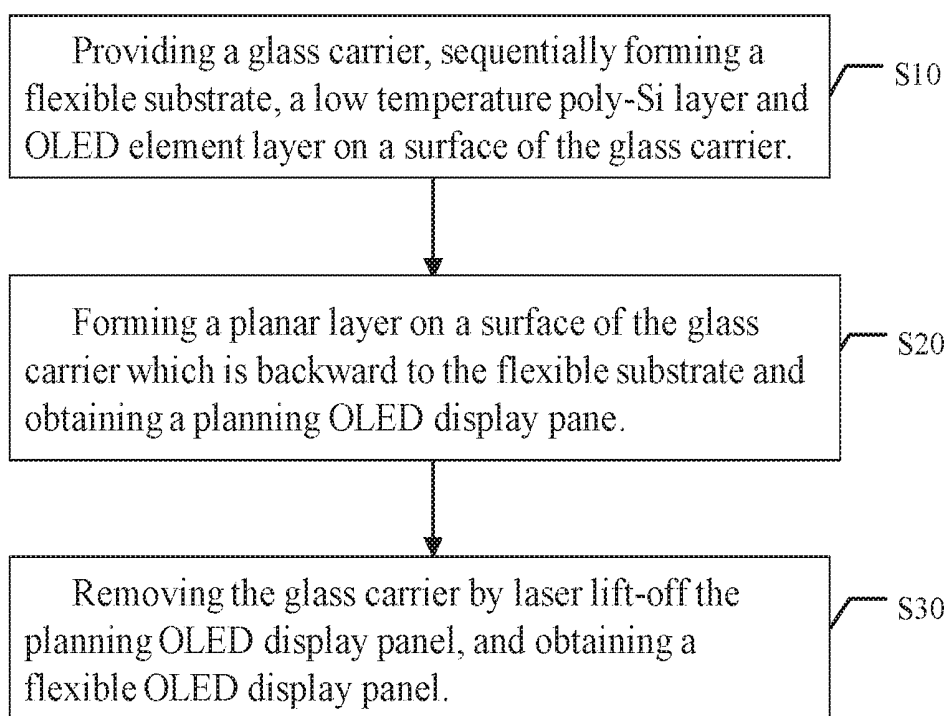 Providing a glass carrier, sequentially forming a
flexible substrate, a low temperature poly-Si layer and
OLED element layer on a surface of the glass carrier.
S10
Forming a planar layer on a surface of the glass
carrier which is backward to the flexible substrate and
obtaining a planning OLED display pane.
S20
Removing the glass carrier by laser lift-off the
planning OLED display panel, and obtaining a
flexible OLED display panel.
S30